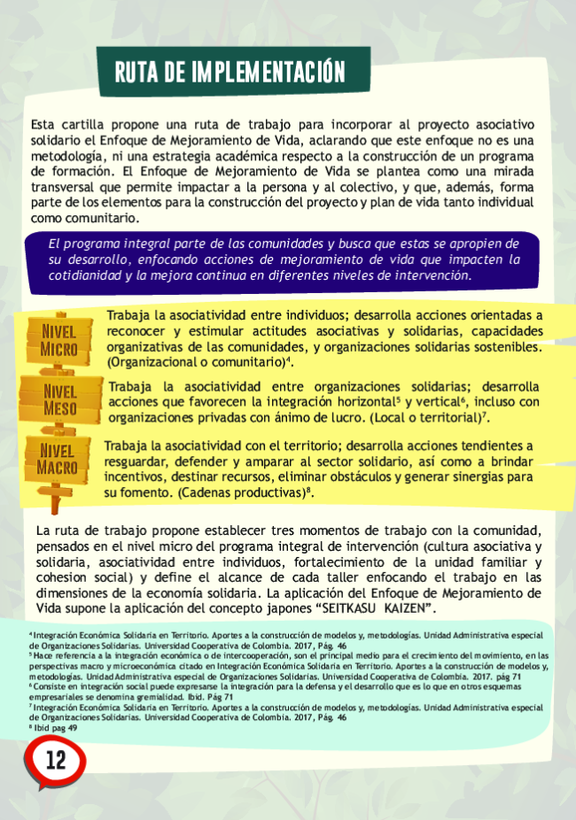 RUTA DE IMPLEMENTACIÓN
Esta cartilla propone una ruta de trabajo para incorporar al proyecto asociativo
solidario el Enfoque de Mejoramiento de Vida, aclarando que este enfoque no es una
metodología, ni una estrategia académica respecto a la construcción de un programa
de formación. El Enfoque de Mejoramiento de Vida se plantea como una mirada
transversal que permite impactar a la persona y al colectivo, y que, además, forma
parte de los elementos para la construcción del proyecto y plan de vida tanto individual
como comunitario.
El programa integral parte de las comunidades y busca que estas se apropien de
su desarrollo, enfocando acciones de mejoramiento de vida que impacten la
cotidianidad y la mejora continua en diferentes niveles de intervención.
NIVEL
MICRO
Trabaja la asociatividad entre individuos; desarrolla acciones orientadas a
reconocer y estimular actitudes asociativas y solidarias, capacidades
organizativas de las comunidades, y organizaciones solidarias sostenibles.
(Organizacional o comunitario)⁴.
NIVEL
MESO
Trabaja la asociatividad entre organizaciones solidarias; desarrolla
acciones que favorecen la integración horizontal⁵ y vertical⁶, incluso con
organizaciones privadas con ánimo de lucro. (Local o territorial)⁷.
NIVEL
MACRO
Trabaja la asociatividad con el territorio; desarrolla acciones tendientes a
resguardar, defender y amparar al sector solidario, así como a brindar
incentivos, destinar recursos, eliminar obstáculos y generar sinergias para
su fomento. (Cadenas productivas)⁸.
La ruta de trabajo propone establecer tres momentos de trabajo con la comunidad,
pensados en el nivel micro del programa integral de intervención (cultura asociativa y
solidaria, asociatividad entre individuos, fortalecimiento de la unidad familiar y
cohesion social) y define el alcance de cada taller enfocando el trabajo en las
dimensiones de la economía solidaria. La aplicación del Enfoque de Mejoramiento de
Vida supone la aplicación del concepto japones “SEITKASU KAIZEN”.
⁴ Integración Económica Solidaria en Territorio. Aportes a la construcción de modelos y, metodologías. Unidad Administrativa especial
de Organizaciones Solidarias. Universidad Cooperativa de Colombia. 2017, Pág. 46
⁵ Hace referencia a la integración económica o de intercooperación, son el principal medio para el crecimiento del movimiento, en las
perspectivas macro y microeconómica citado en Integración Económica Solidaria en Territorio. Aportes a la construcción de modelos y,
metodologías. Unidad Administrativa especial de Organizaciones Solidarias. Universidad Cooperativa de Colombia. 2017. pág 71
⁶ Consiste en integración social puede expresarse la integración para la defensa y el desarrollo que es lo que en otros esquemas
empresariales se denomina gremialidad. Ibid. Pág 71
⁷ Integración Económica Solidaria en Territorio. Aportes a la construcción de modelos y, metodologías. Unidad Administrativa especial
de Organizaciones Solidarias. Universidad Cooperativa de Colombia. 2017, Pág. 46
⁸ Ibid pag 49
12